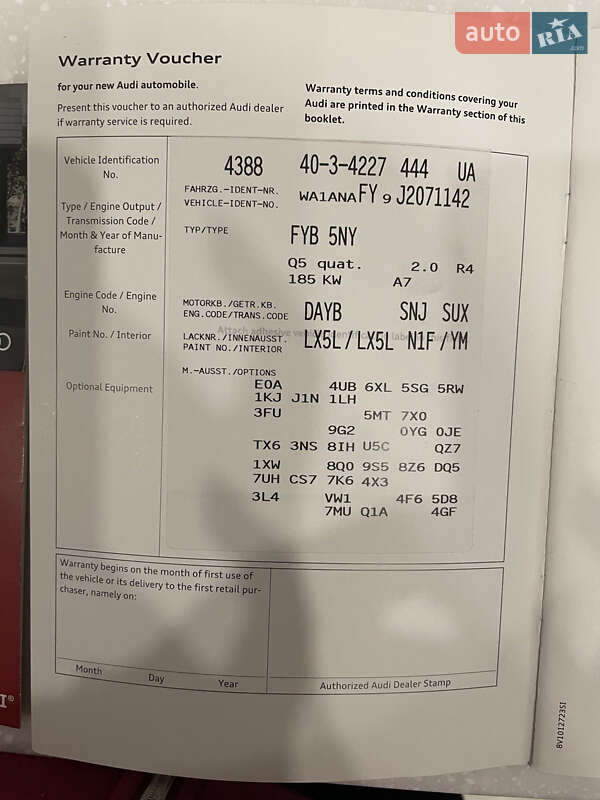 auto RIA .com
Warranty Voucher
for your new Audi automobile.
Present this voucher to an authorized Audi dealer
if warranty service is required.
Warranty terms and conditions covering your
Audi are printed in the Warranty section of this
booklet.
Vehicle Identification
No.
4388 40-3-4227 444 UA
FAHRZG.-IDENT-NR.
VEHICLE-IDENT-NO. WA1ANAFY 9 J2071142
Type / Engine Output /
Transmission Code /
Month & Year of Manu-
facture
TYP/TYPE FYB 5NY
Q5 quat. 2.0 R4
185 KW A7
Engine Code / Engine
No.
MOTORKB./GETR.KB.
ENG.CODE/TRANS.CODE DAYB SNJ SUX
Paint No. / Interior
LACKNR./INNENAUSST.
PAINT NO./INTERIOR LX5L/LX5L N1F/YM
Optional Equipment
M.-AUSST./OPTIONS
E0A 4UB 6XL 5SG 5RW
1KJ J1N 1LH
3FU 5MT 7X0
9G2 0YG 0JE
TX6 3NS 8IH U5C QZ7
1XW 8Q0 9S5 8Z6 DQ5
7UH CS7 7K6 4X3
3L4 VW1 4F6 5D8
7MU Q1A 4GF
Warranty begins on the month of first use of
the vehicle or its delivery to the first retail pur-
chaser, namely on:
Month Day Year
Authorized Audi Dealer Stamp
8V1012723SI